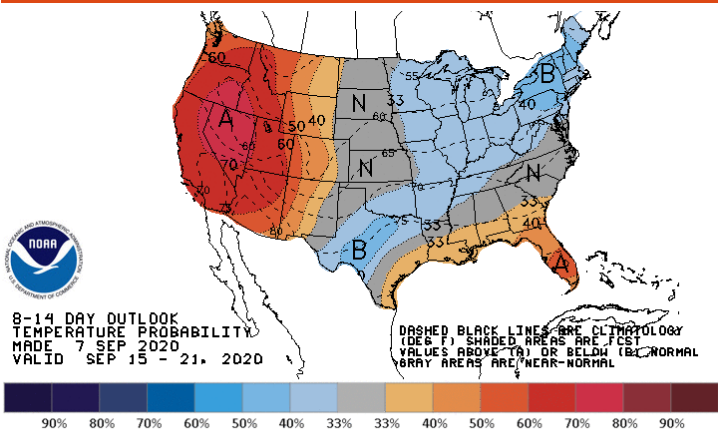 60
55
B
N
33
40
A
60
50 40
60
60
65
N
N
70
70
70
75
75
33
33
33
40
80
B
A
NATIONAL OCEANIC AND ATMOSPHERIC ADMINISTRATION
NOAA
U.S. DEPARTMENT OF COMMERCE
8-14 DAY OUTLOOK
TEMPERATURE PROBABILITY
MADE 7 SEP 2020
VALID SEP 15 - 21, 2020
DASHED BLACK LINES ARE CLIMATOLOGY
(DEG F) SHADED AREAS ARE FCST
VALUES ABOVE (A) OR BELOW (B) NORMAL
GRAY AREAS ARE NEAR-NORMAL
90% 80% 70% 60% 50% 40% 33% 33% 40% 50% 60% 70% 80% 90%